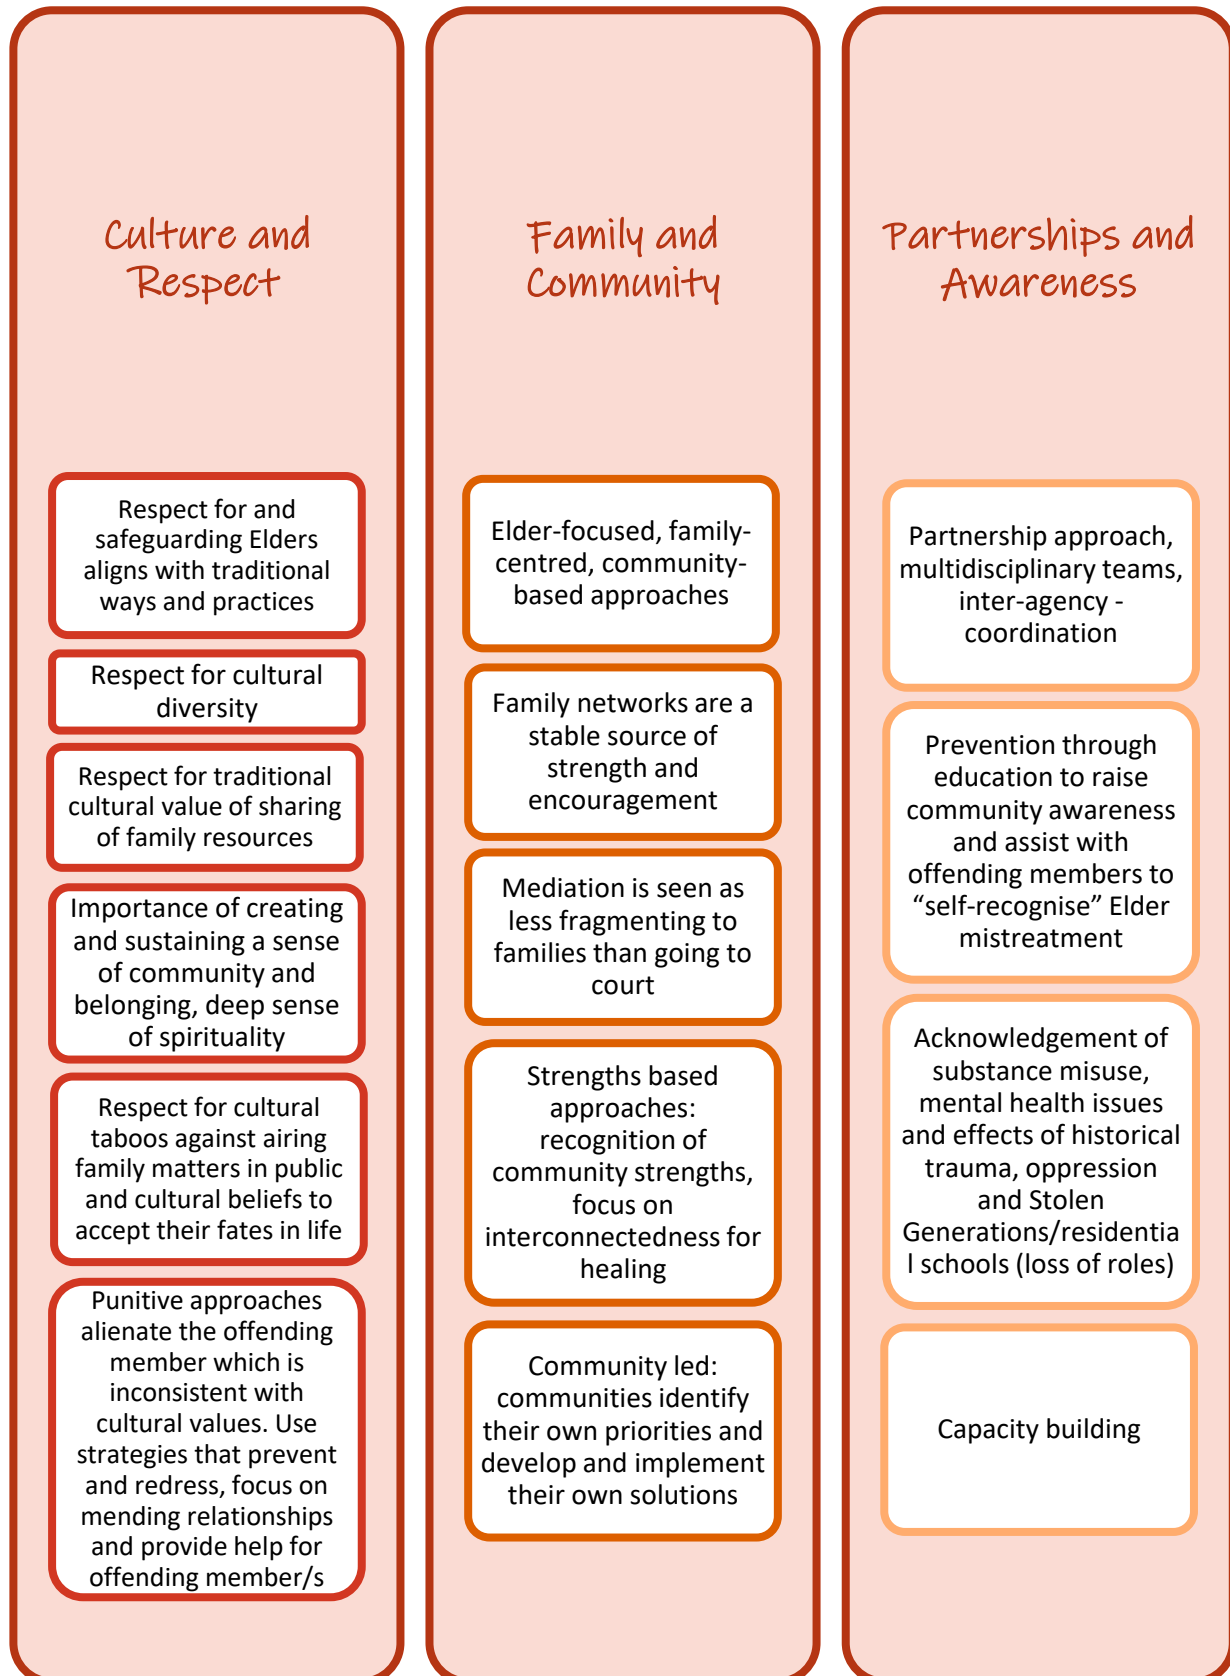 Culture and
Respect
Respect for and
safeguarding Elders
aligns with traditional
ways and practices
Respect for cultural
diversity
Respect for traditional
cultural value of sharing
of family resources
Importance of creating
and sustaining a sense
of community and
belonging, deep sense
of spirituality
Respect for cultural
taboos against airing
family matters in public
and cultural beliefs to
accept their fates in life
Punitive approaches
alienate the offending
member which is
inconsistent with
cultural values. Use
strategies that prevent
and redress, focus on
mending relationships
and provide help for
offending member/s
Family and
Community
Elder-focused, family-
centred, community-
based approaches
Family networks are a
stable source of
strength and
encouragement
Mediation is seen as
less fragmenting to
families than going to
court
Strengths based
approaches:
recognition of
community strengths,
focus on
interconnectedness for
healing
Community led:
communities identify
their own priorities and
develop and implement
their own solutions
Partnerships and
Awareness
Partnership approach,
multidisciplinary teams,
inter-agency -
coordination
Prevention through
education to raise
community awareness
and assist with
offending members to
“self-recognise” Elder
mistreatment
Acknowledgement of
substance misuse,
mental health issues
and effects of historical
trauma, oppression
and Stolen
Generations/residentia
l schools (loss of roles)
Capacity building